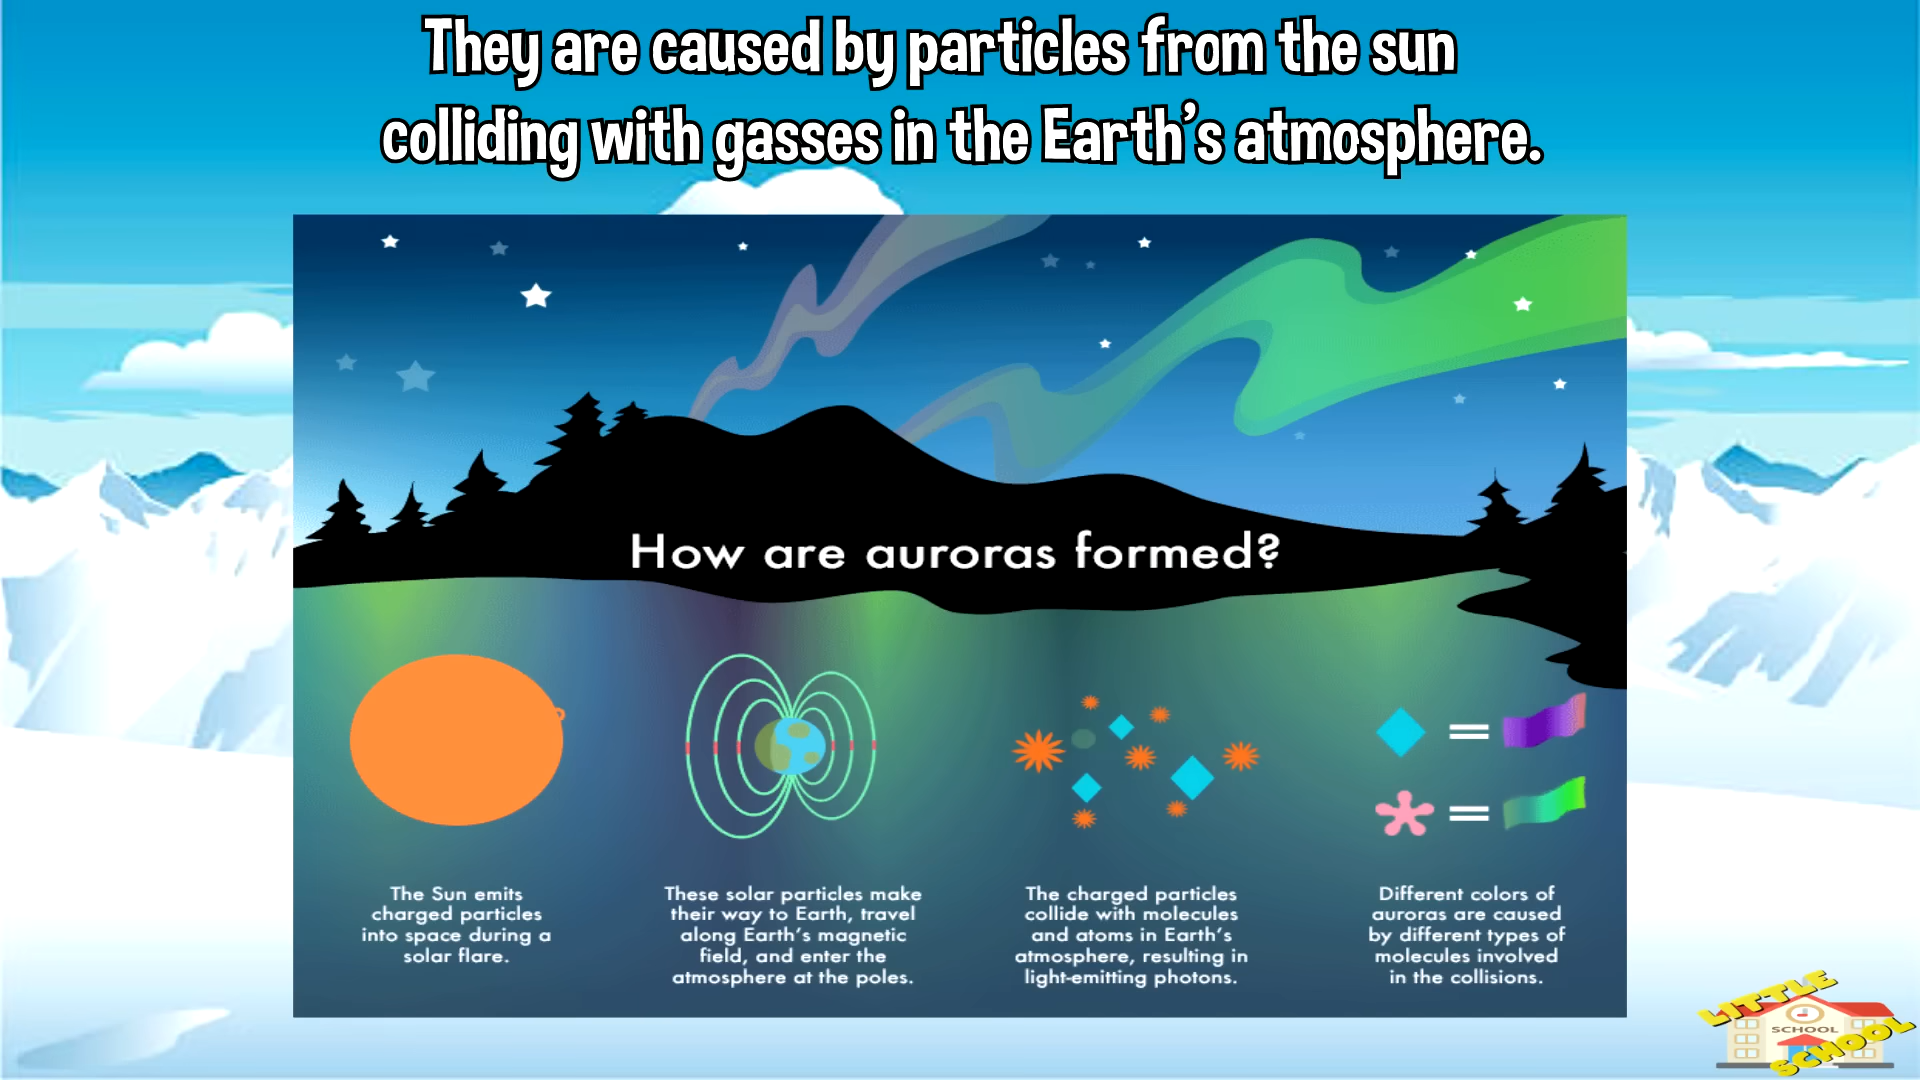 They are caused by particles from the sun
colliding with gasses in the Earth's atmosphere.
How are auroras formed?
The Sun emits
charged particles
into space during a
solar flare.
These solar particles make
their way to Earth, travel
along Earth's magnetic
field, and enter the
atmosphere at the poles.
The charged particles
collide with molecules
and atoms in Earth's
atmosphere, resulting in
light-emitting photons.
Different colors of
auroras are caused
by different types of
molecules involved
in the collisions.
LITTLE
SCHOOL
SCHOOL